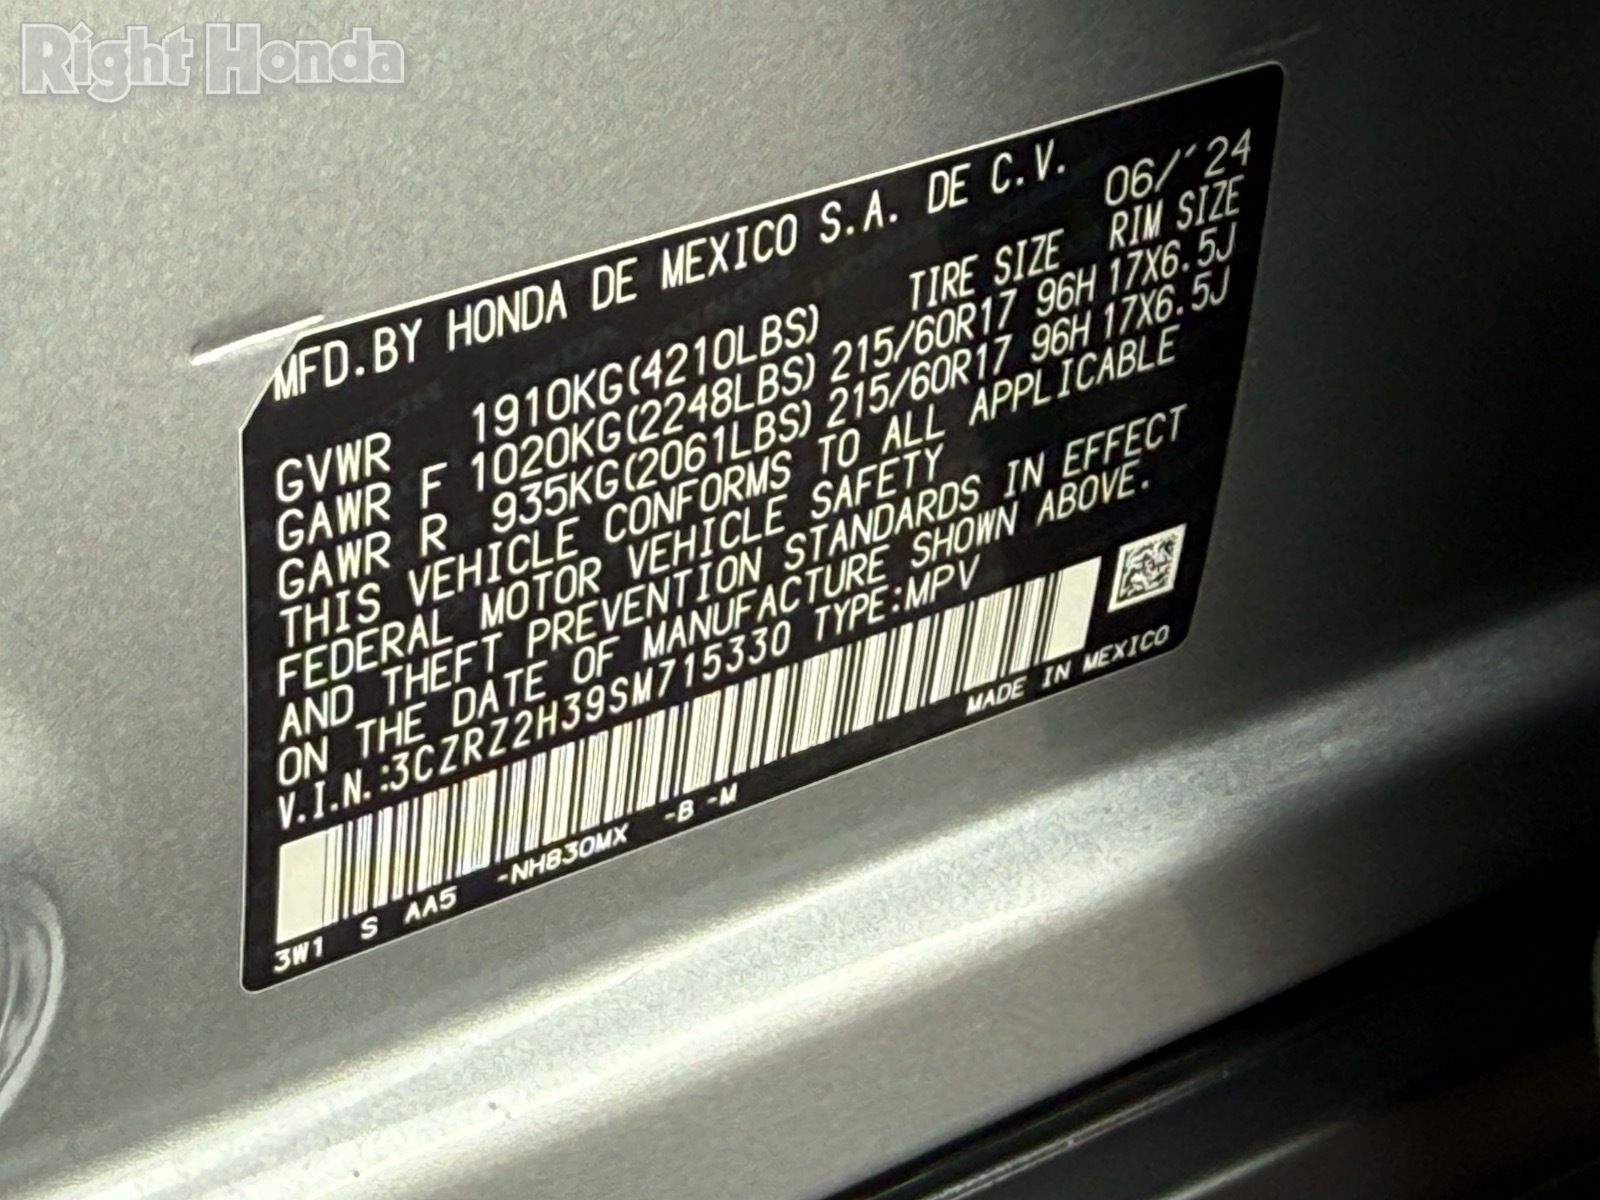 Right Honda
MFD.BY HONDA DE MEXICO S.A. DE C.V. 06/'24
TIRE SIZE RIM SIZE
GVWR 1910KG(4210LBS)
GAWR F 1020KG(2248LBS) 215/60R17 96H 17X6.5J
GAWR R 935KG(2061LBS) 215/60R17 96H 17X6.5J
THIS VEHICLE CONFORMS TO ALL APPLICABLE
FEDERAL MOTOR VEHICLE SAFETY
AND THEFT PREVENTION STANDARDS IN EFFECT
ON THE DATE OF MANUFACTURE SHOWN ABOVE.
V.I.N.:3CZRZ2H39SM715330 TYPE:MPV
MADE IN MEXICO
3W1 S AA5 -NH830MX -B -M